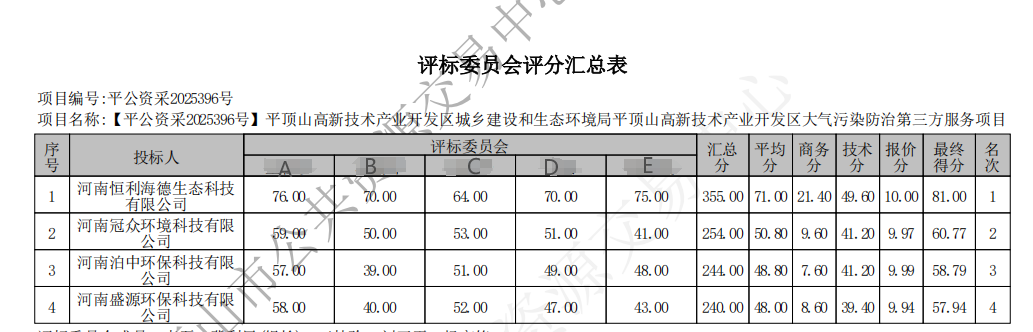 评标委员会评分汇总表
项目编号:平公资采2025396号
项目名称:【平公资采2025396号】平顶山高新技术产业开发区城乡建设和生态环境局平顶山高新技术产业开发区大气污染防治第三方服务项目
序号 投标人 评标委员会 汇总分 平均分 商务分 技术分 报价分 最终得分 名次
A B C D E
1 河南恒利海德生态科技有限公司 76.00 70.00 64.00 70.00 75.00 355.00 71.00 21.40 49.60 10.00 81.00 1
2 河南冠众环境科技有限公司 59.00 50.00 53.00 51.00 41.00 254.00 50.80 9.60 41.20 9.97 60.77 2
3 河南泊中环保科技有限公司 57.00 39.00 51.00 49.00 48.00 244.00 48.80 7.60 41.20 9.99 58.79 3
4 河南盛源环保科技有限公司 58.00 40.00 52.00 47.00 43.00 240.00 48.00 8.60 39.40 9.94 57.94 4